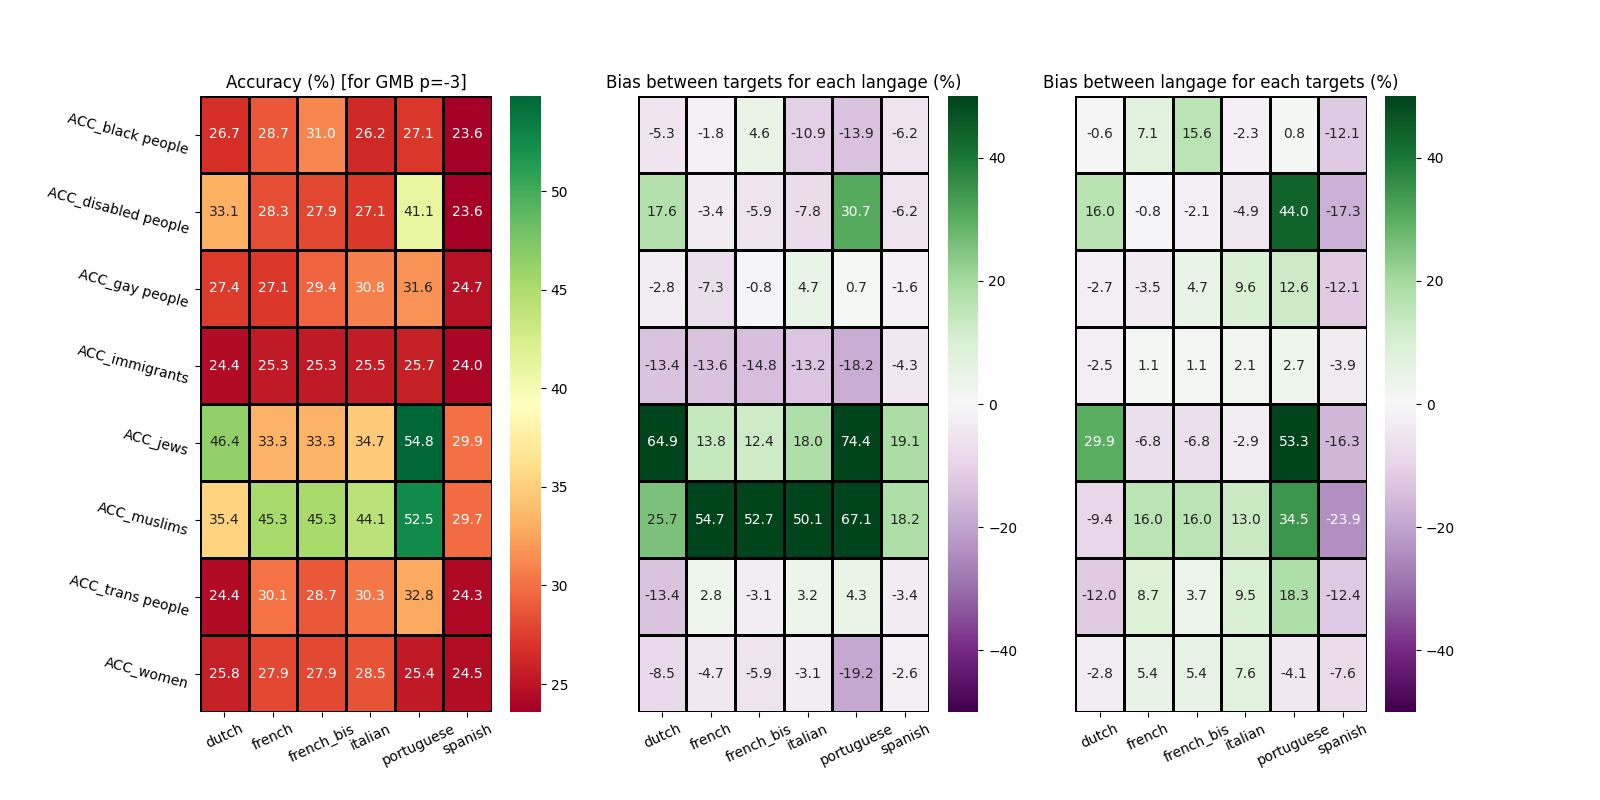 Accuracy (%) [for GMB p=-3]
Bias between targets for each langage (%)
Bias between langage for each targets (%)
ACC_black people
26.7 28.7 31.0 26.2 27.1 23.6
-5.3 -1.8 4.6 -10.9 -13.9 -6.2
-0.6 7.1 15.6 -2.3 0.8 -12.1
ACC_disabled people
33.1 28.3 27.9 27.1 41.1 23.6
17.6 -3.4 -5.9 -7.8 30.7 -6.2
16.0 -0.8 -2.1 -4.9 44.0 -17.3
ACC_gay people
27.4 27.1 29.4 30.8 31.6 24.7
-2.8 -7.3 -0.8 4.7 0.7 -1.6
-2.7 -3.5 4.7 9.6 12.6 -12.1
ACC_immigrants
24.4 25.3 25.3 25.5 25.7 24.0
-13.4 -13.6 -14.8 -13.2 -18.2 -4.3
-2.5 1.1 1.1 2.1 2.7 -3.9
ACC_jews
46.4 33.3 33.3 34.7 54.8 29.9
64.9 13.8 12.4 18.0 74.4 19.1
29.9 -6.8 -6.8 -2.9 53.3 -16.3
ACC_muslims
35.4 45.3 45.3 44.1 52.5 29.7
25.7 54.7 52.7 50.1 67.1 18.2
-9.4 16.0 16.0 13.0 34.5 -23.9
ACC_trans people
24.4 30.1 28.7 30.3 32.8 24.3
-13.4 2.8 -3.1 3.2 4.3 -3.4
-12.0 8.7 3.7 9.5 18.3 -12.4
ACC_women
25.8 27.9 27.9 28.5 25.4 24.5
-8.5 -4.7 -5.9 -3.1 -19.2 -2.6
-2.8 5.4 5.4 7.6 -4.1 -7.6
dutch french french_bis italian portuguese spanish
dutch french french_bis italian portuguese spanish
dutch french french_bis italian portuguese spanish
50
45
40
35
30
25
40
20
0
−20
−40
40
20
0
−20
−40